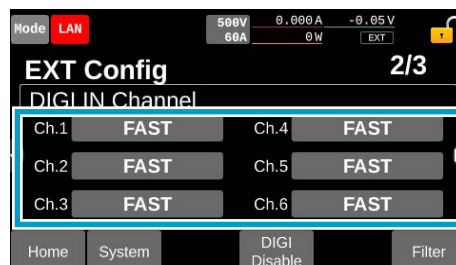 Mode LAN 500V 0.000A -0.05V
60A 0W EXT
EXT Config 2/3
DIGI IN Channel
Ch.1 FAST Ch.4 FAST
Ch.2 FAST Ch.5 FAST
Ch.3 FAST Ch.6 FAST
Home System DIGI Disable Filter